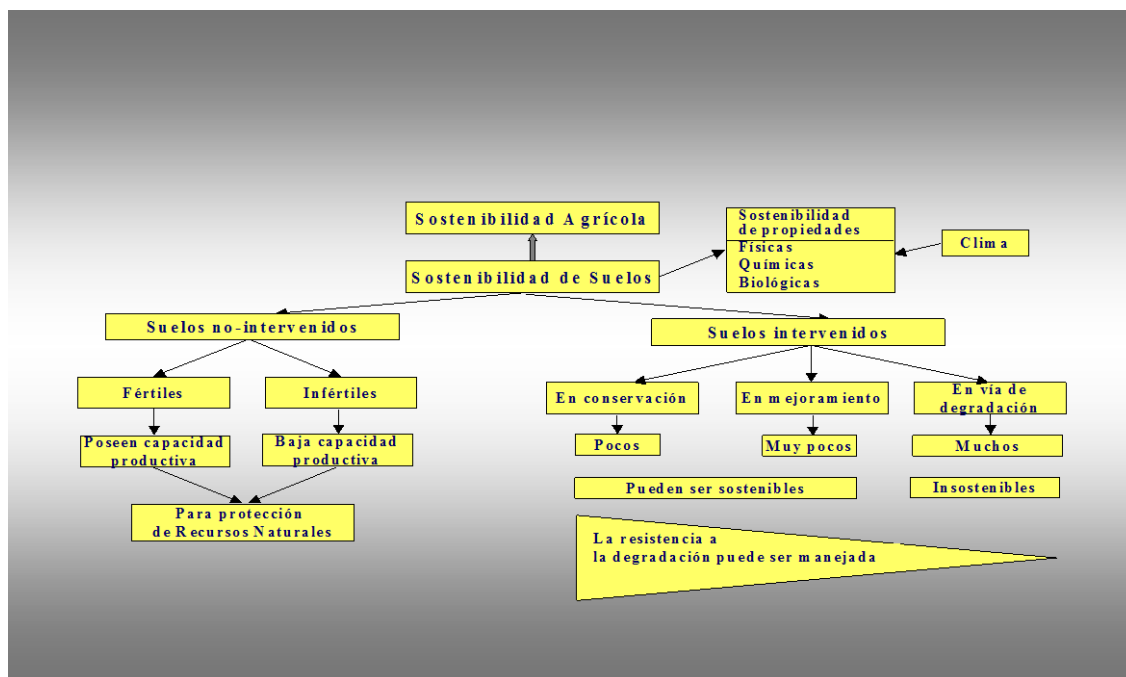 Sostenibilidad Agrícola
Sostenibilidad
de propiedades
Físicas
Químicas
Biológicas
Clima
Sostenibilidad de Suelos
Suelos no-intervenidos
Suelos intervenidos
Fértiles
Infértiles
En conservación
En mejoramiento
En vía de
degradación
Poseen capacidad
productiva
Baja capacidad
productiva
Pocos
Muy pocos
Muchos
Para protección
de Recursos Naturales
Pueden ser sostenibles
Insostenibles
La resistencia a
la degradación puede ser manejada